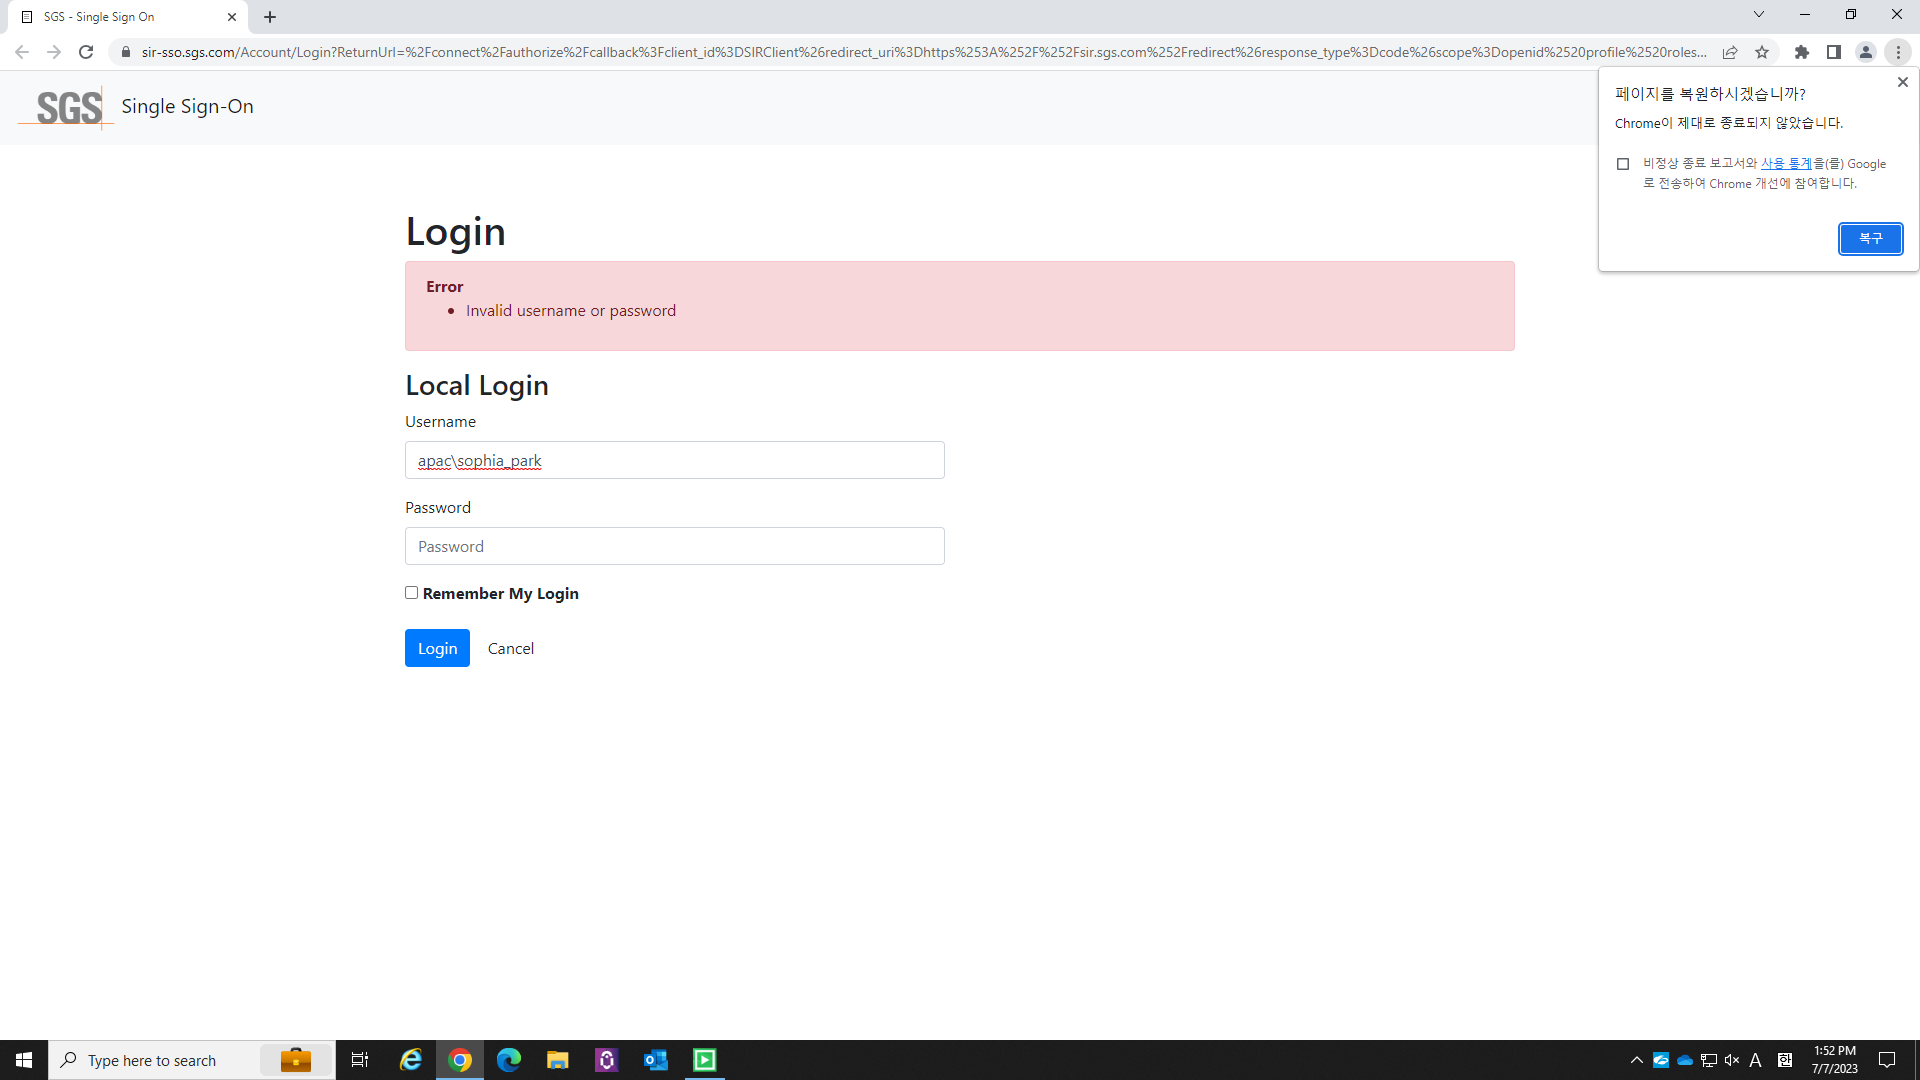 SGS - Single Sign On
sir-sso.sgs.com/Account/Login?ReturnUrl=%2Fconnect%2Fauthorize%2Fcallback%3Fclient_id%3DSIRClient%26redirect_uri%3Dhttps%253A%252F%252Fsir.sgs.com%252Fredirect%26response_type%3Dcode%26scope%3Dopenid%2520profile%2520roles...
SGS Single Sign-On
페이지를 복원하시겠습니까?
Chrome이 제대로 종료되지 않았습니다.
비정상 종료 보고서와 사용 통계을(를) Google
로 전송하여 Chrome 개선에 참여합니다.
복구
Login
Error
Invalid username or password
Local Login
Username
apac\sophia_park
Password
Password
Remember My Login
Login Cancel
Type here to search
A 한
1:52 PM
7/7/2023